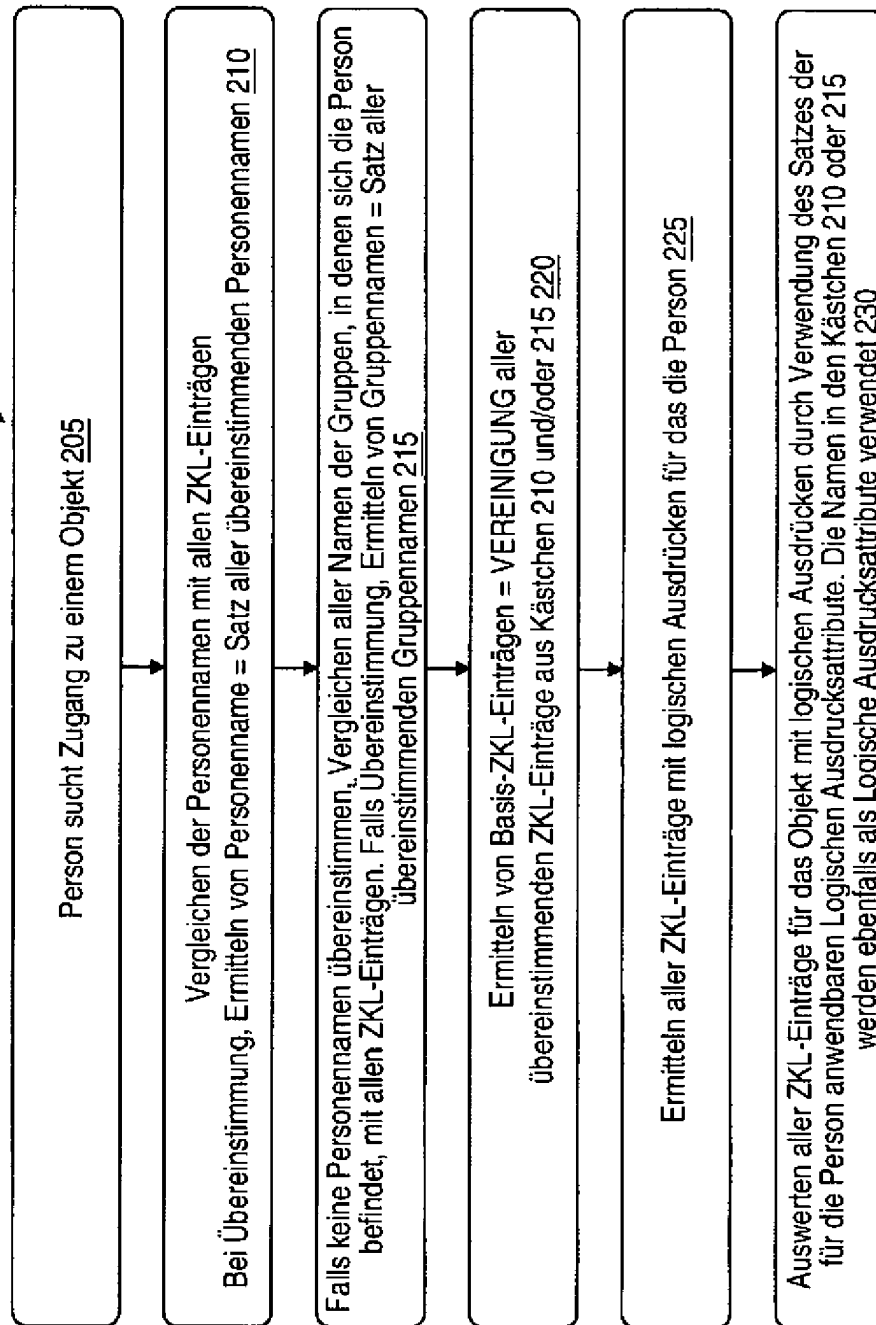 Person sucht Zugang zu einem Objekt 205
Vergleichen der Personennamen mit allen ZKL-Einträgen
Bei Übereinstimmung, Ermitteln von Personenname = Satz aller übereinstimmenden Personennamen 210
Falls keine Personennamen übereinstimmen, Vergleichen aller Namen der Gruppen, in denen sich die Person
befindet, mit allen ZKL-Einträgen. Falls Übereinstimmung, Ermitteln von Gruppennamen = Satz aller
übereinstimmenden Gruppennamen 215
Ermitteln von Basis-ZKL-Einträgen = VEREINIGUNG aller
übereinstimmenden ZKL-Einträge aus Kästchen 210 und/oder 215 220
Ermitteln aller ZKL-Einträge mit logischen Ausdrücken für das die Person 225
Auswerten aller ZKL-Einträge für das Objekt mit logischen Ausdrücken durch Verwendung des Satzes der
für die Person anwendbaren Logischen Ausdrucksattribute. Die Namen in den Kästchen 210 oder 215
werden ebenfalls als Logische Ausdrucksattribute verwendet 230